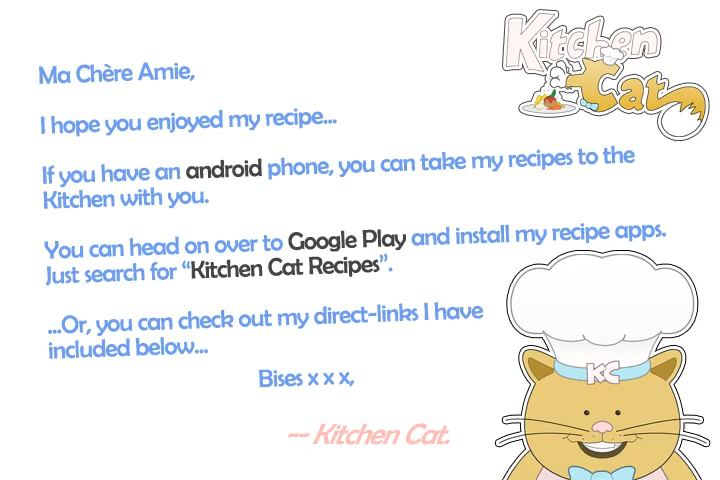 Kitchen
Cat
Ma Chère Amie,
I hope you enjoyed my recipe...
If you have an android phone, you can take my recipes to the
Kitchen with you.
You can head on over to Google Play and install my recipe apps.
Just search for “Kitchen Cat Recipes”.
...Or, you can check out my direct-links I have
included below...
Bises x x x,
-- Kitchen Cat.
KC